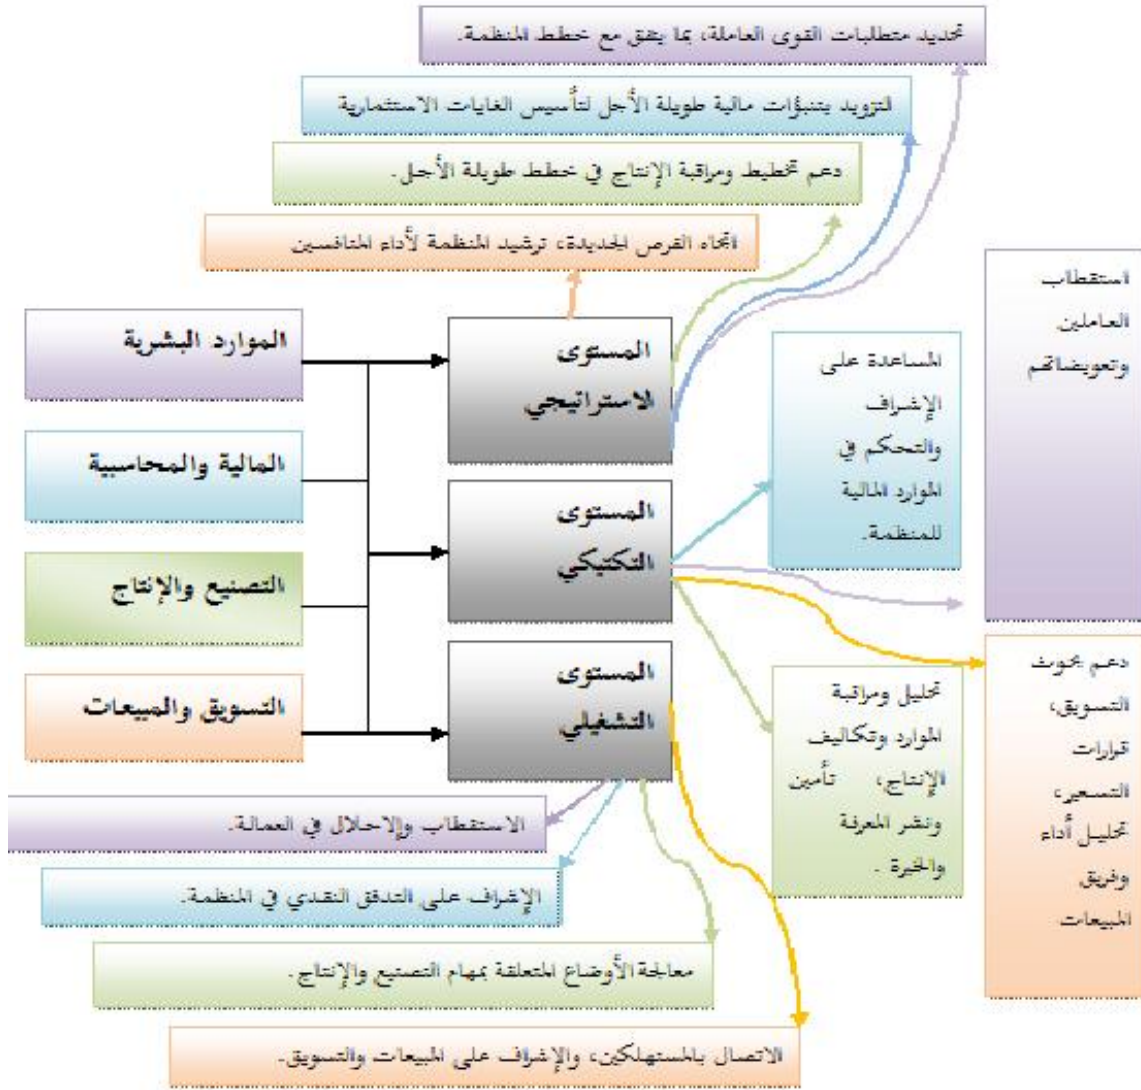 تحديد متطلبات القوى العاملة، بما يتفق مع خطط المنظمة.
التزويد بتنبؤات مالية طويلة الأجل لتأسيس الغايات الاستثمارية
دعم تخطيط ومراقبة الإنتاج في خطط طويلة الأجل.
اتجاه الفرص الجديدة، ترشيد المنظمة لأداء المنافسين
الموارد البشرية
المالية والمحاسبية
التصنيع والإنتاج
التسويق والمبيعات
المستوى
الاستراتيجي
المستوى
التكتيكي
المستوى
التشغيلي
المساعدة على
الإشراف
والتحكم في
الموارد المالية
للمنظمة.
استقطاب
العاملين
وتعويضاتهم
تحليل ومراقبة
الموارد وتكاليف
الإنتاج، تأمين
ونشر المعرفة
والخبرة .
دعم بحوث
التسويق،
قرارات
التسعير،
تحليل أداء
وفريق
المبيعات
الاستقطاب والإحلال في العمالة.
الإشراف على التدفق النقدي في المنظمة.
معالجة الأوضاع المتعلقة بمهام التصنيع والإنتاج.
الاتصال بالمستهلكين، والإشراف على المبيعات والتسويق.